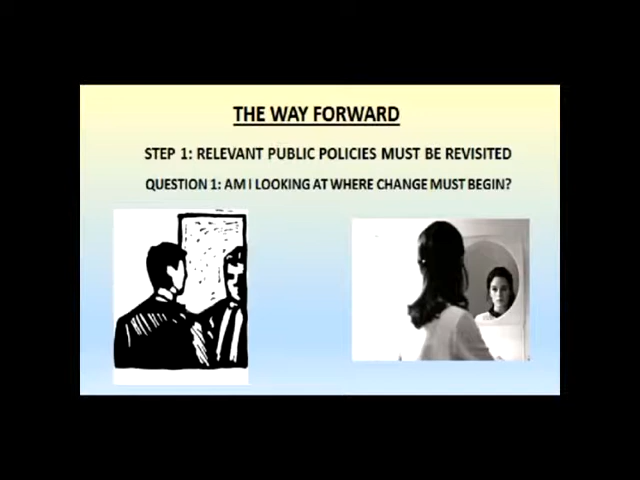 THE WAY FORWARD
STEP 1: RELEVANT PUBLIC POLICIES MUST BE REVISITED
QUESTION 1: AM I LOOKING AT WHERE CHANGE MUST BEGIN?